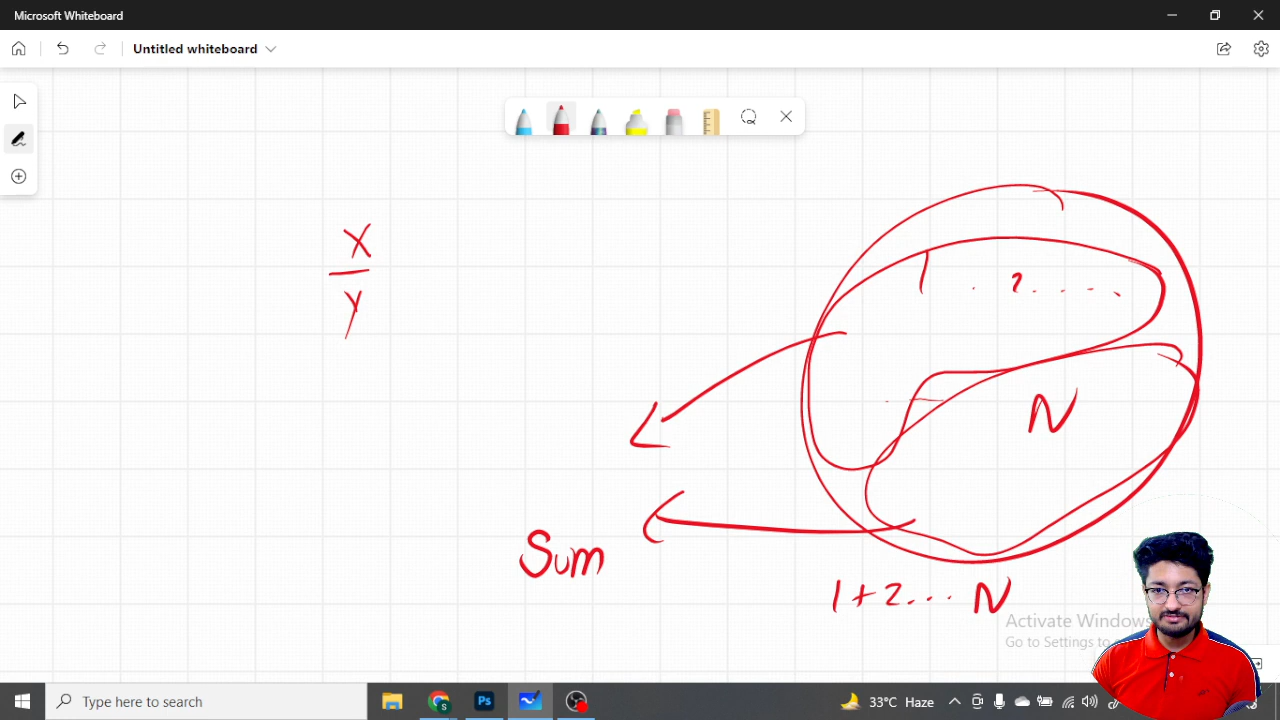 Microsoft Whiteboard
Untitled whiteboard
X
y
1 . 2 . . . . .
N
Sum
1 + 2 . . . N
Activate Windows
Go to Settings to
Type here to search
33°C Haze